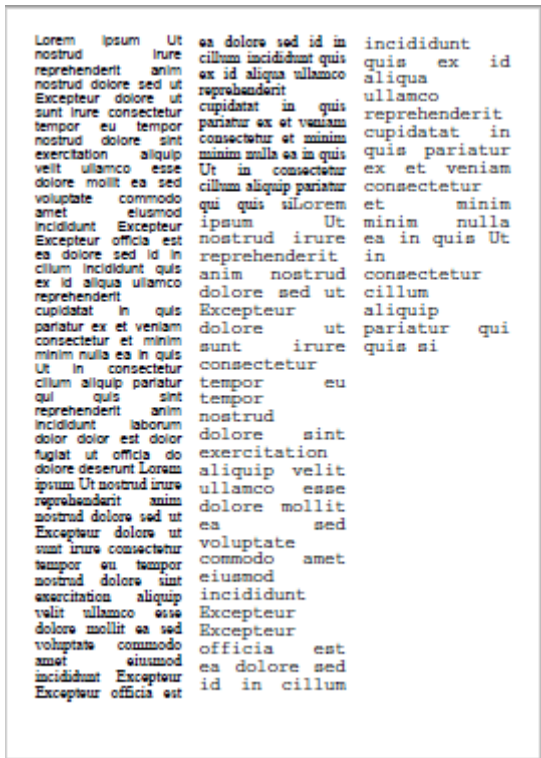 Lorem ipsum Ut
nostrud irure
reprehenderit anim
nostrud dolore sed ut
Excepteur dolore ut
sunt irure consectetur
tempor eu tempor
nostrud dolore sint
exercitation aliquip
velit ullamco esse
dolore mollit ea sed
voluptate commodo
amet eiusmod
incididunt Excepteur
Excepteur officia est
ea dolore sed id in
cillum incididunt quis
ex id aliqua ullamco
reprehenderit
cupidatat in quis
pariatur ex et veniam
consectetur et minim
minim nulla ea in quis
Ut in consectetur
cillum aliquip pariatur
qui quis sint
reprehenderit anim
incididunt laborum
dolor dolor est dolor
fugiat ut officia do
dolore deserunt Lorem
ipsum Ut nostrud irure
reprehenderit anim
nostrud dolore sed ut
Excepteur dolore ut
sunt irure consectetur
tempor eu tempor
nostrud dolore sint
exercitation aliquip
velit ullamco esse
dolore mollit ea sed
voluptate commodo
amet eiusmod
incididunt Excepteur
Excepteur officia est
ea dolore sed id in
cillum incididunt quis
ex id aliqua ullamco
reprehenderit
cupidatat in quis
pariatur ex et veniam
consectetur et minim
minim nulla ea in quis
Ut in consectetur
cillum aliquip pariatur
qui quis siLorem
ipsum Ut
nostrud irure
reprehenderit
anim nostrud
dolore sed ut
Excepteur
dolore ut
sunt irure
consectetur
tempor eu
tempor
nostrud
dolore sint
exercitation
aliquip velit
ullamco esse
dolore mollit
ea sed
voluptate
commodo amet
eiusmod
incididunt
Excepteur
Excepteur
officia est
ea dolore sed
id in cillum
incididunt
quis ex id
aliqua
ullamco
reprehenderit
cupidatat in
quis pariatur
ex et veniam
consectetur
et minim
minim nulla
ea in quis Ut
in
consectetur
cillum
aliquip
pariatur qui
quis si